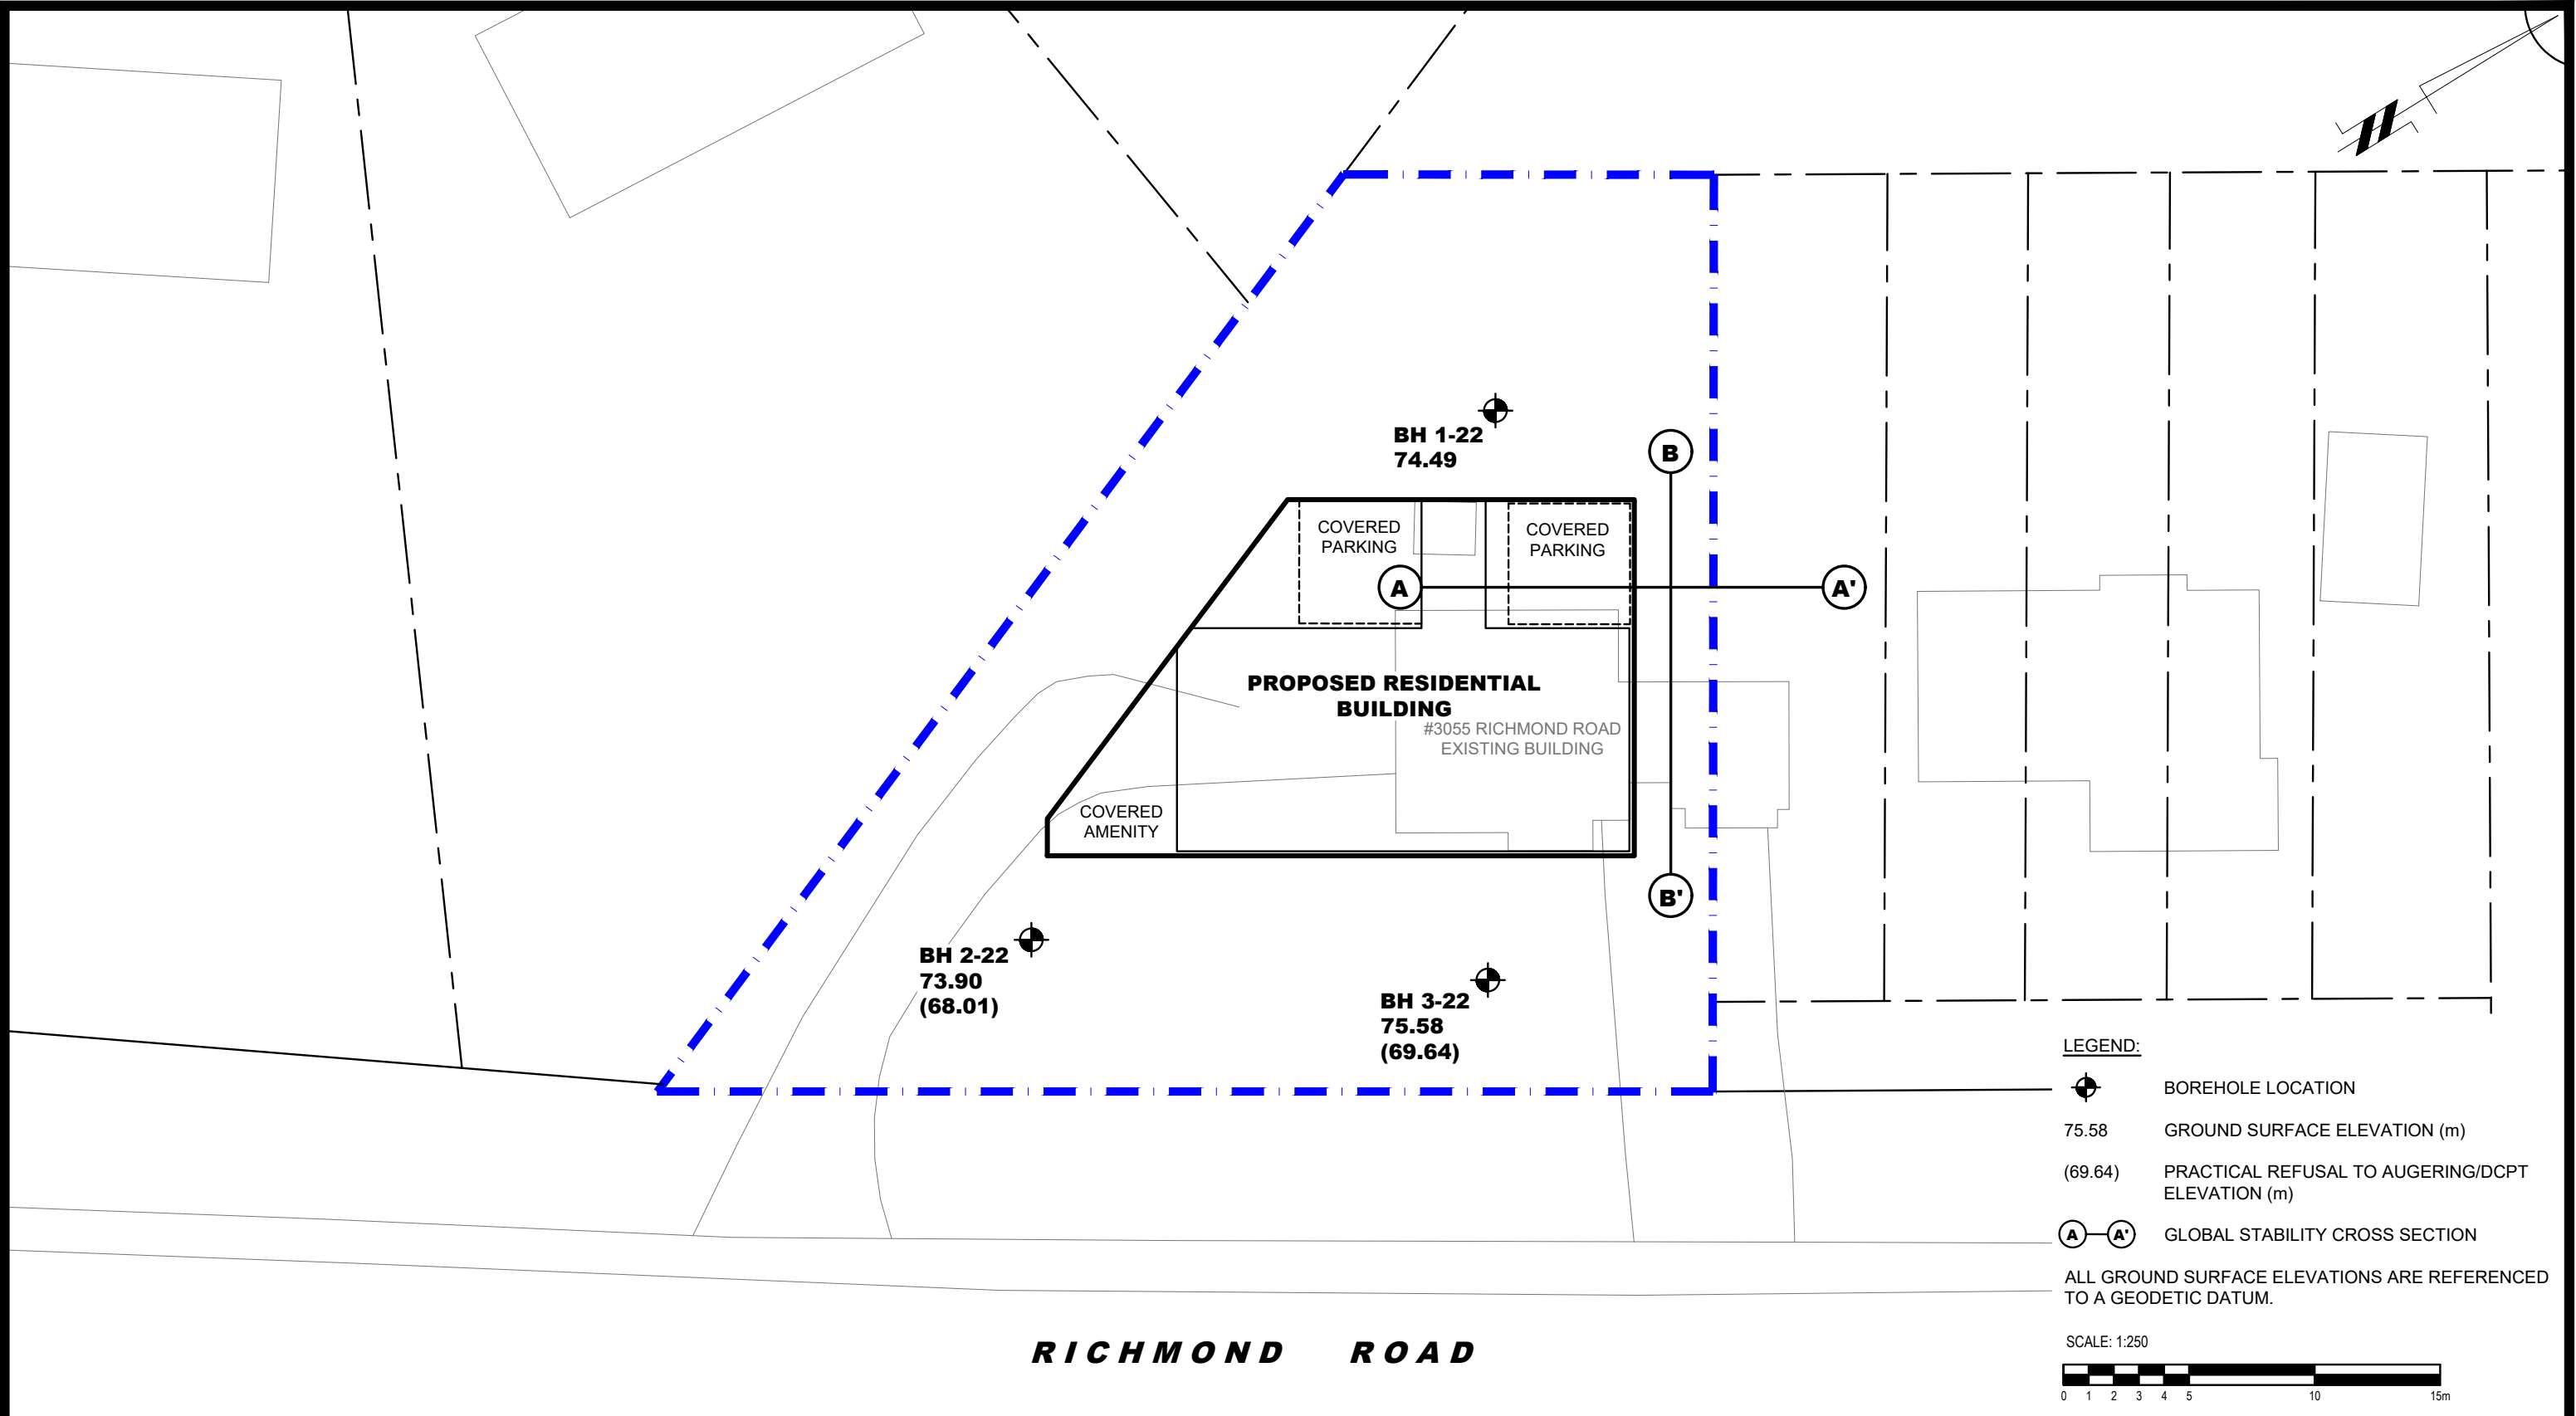 BH 1-22
74.49
B
COVERED
PARKING
COVERED
PARKING
A
A'
PROPOSED RESIDENTIAL
BUILDING
#3055 RICHMOND ROAD
EXISTING BUILDING
COVERED
AMENITY
B'
BH 2-22
73.90
(68.01)
BH 3-22
75.58
(69.64)
LEGEND:
BOREHOLE LOCATION
75.58 GROUND SURFACE ELEVATION (m)
(69.64) PRACTICAL REFUSAL TO AUGERING/DCPT
ELEVATION (m)
A A' GLOBAL STABILITY CROSS SECTION
ALL GROUND SURFACE ELEVATIONS ARE REFERENCED
TO A GEODETIC DATUM.
SCALE: 1:250
0 1 2 3 4 5 10 15m
RICHMOND ROAD